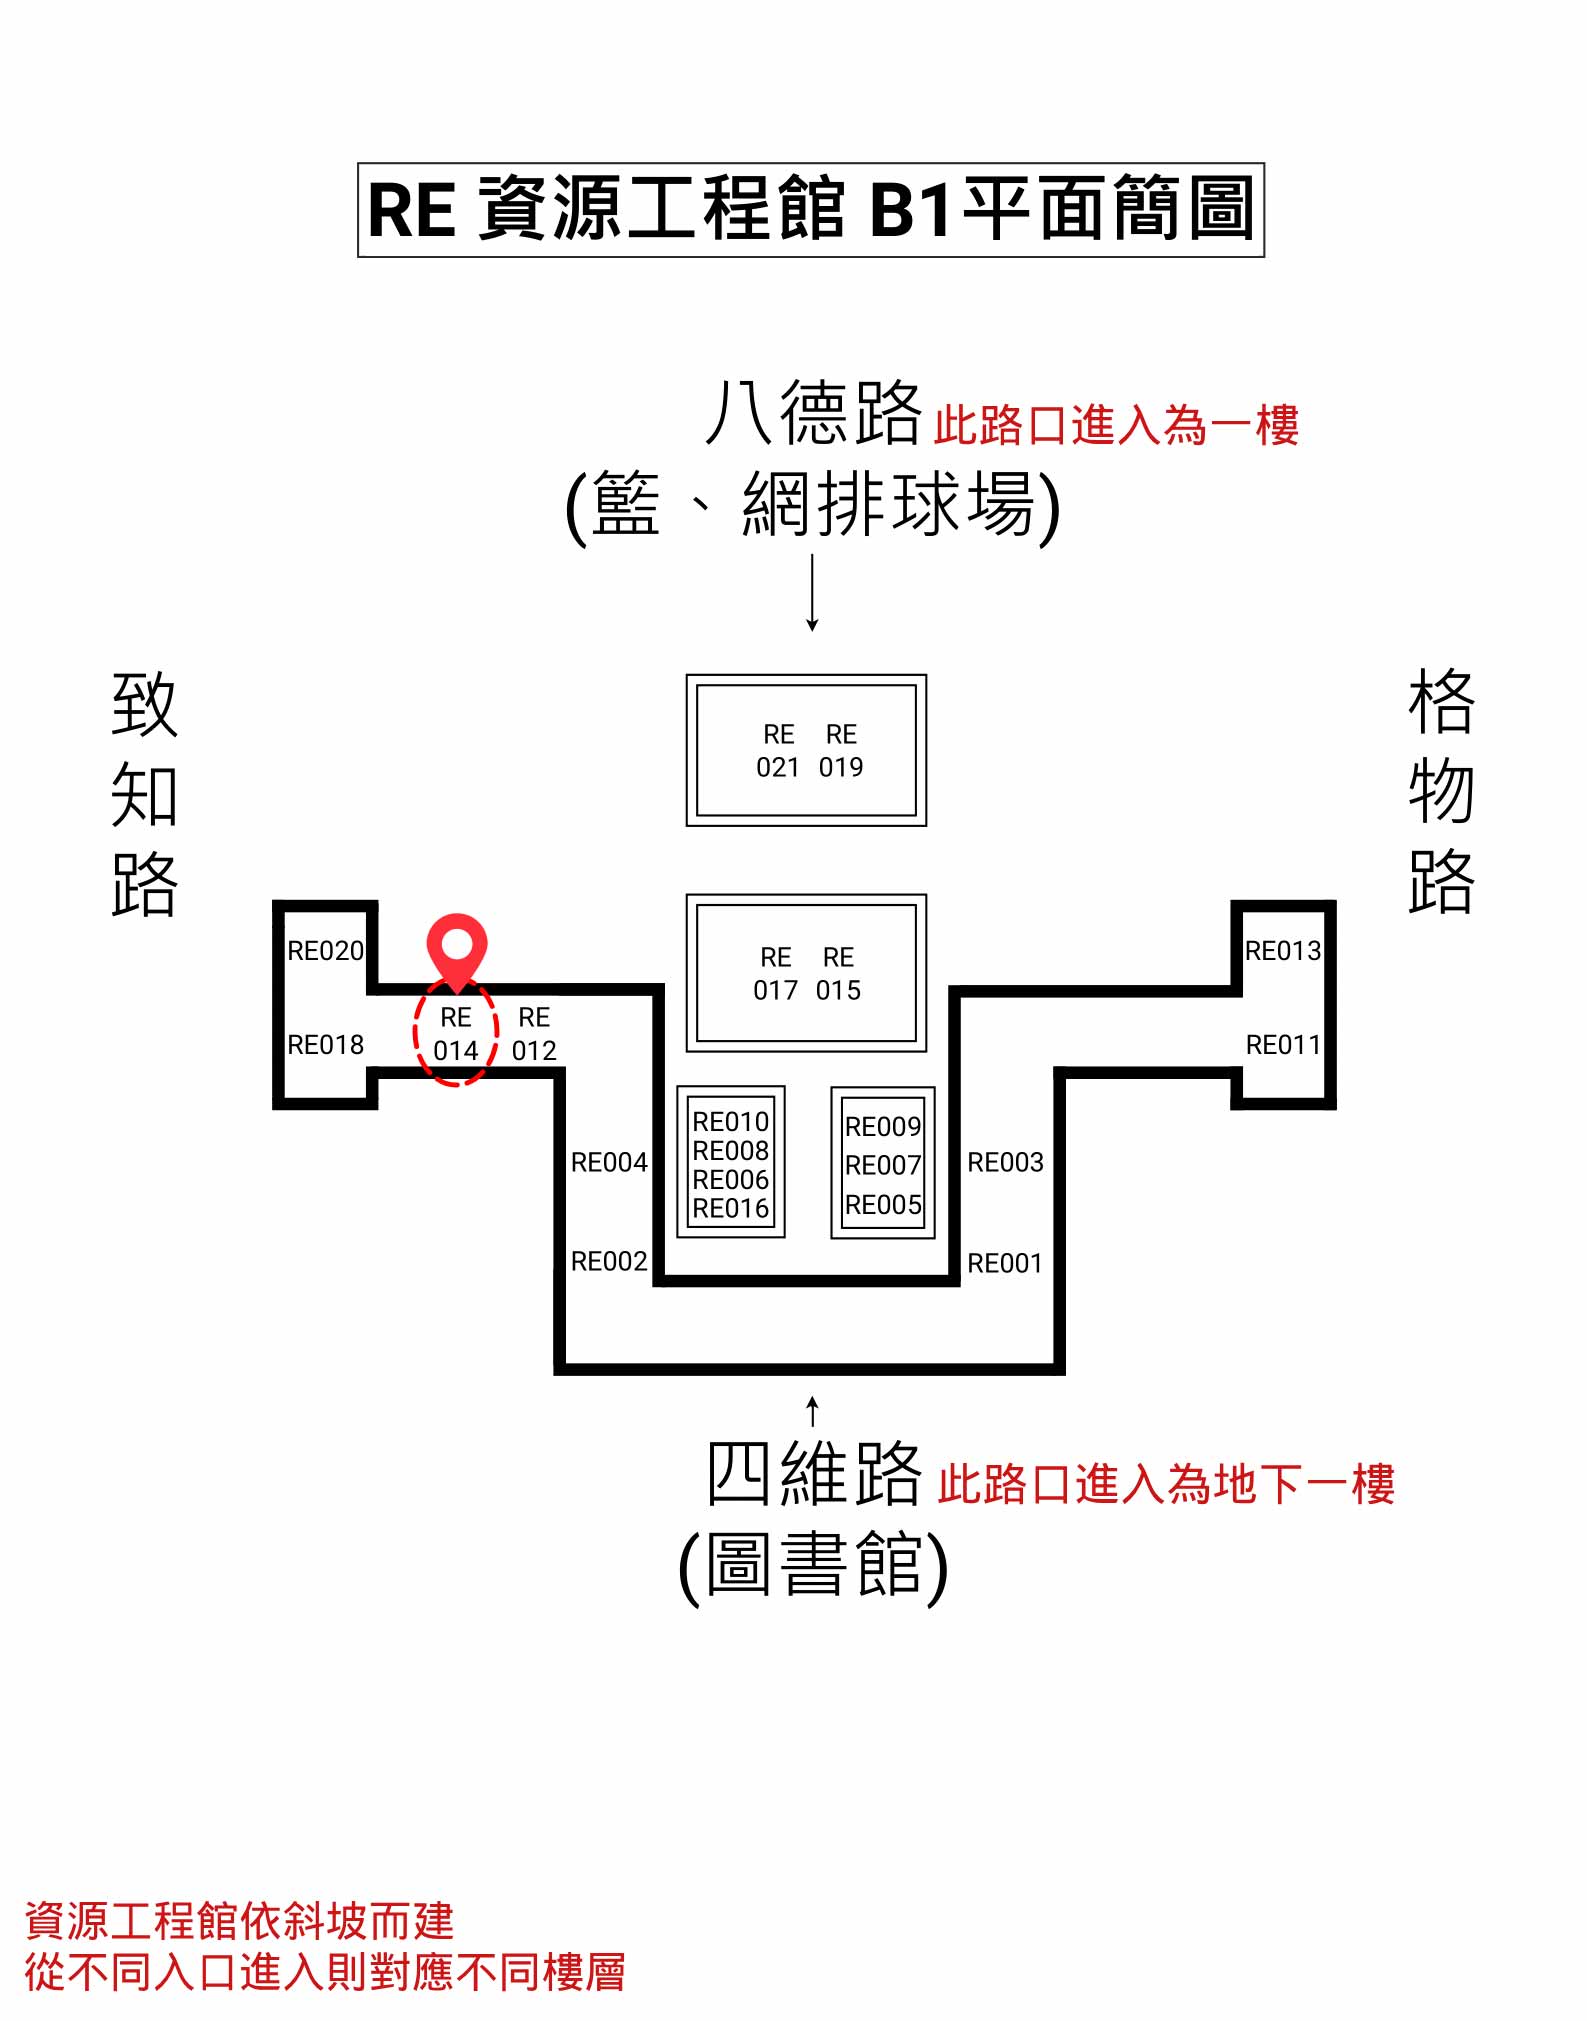 RE 資源工程館 B1平面簡圖
八德路 此路口進入為一樓
(籃、網排球場)
致知路
格物路
RE RE
021 019
RE RE
017 015
RE020
RE018
RE RE
014 012
RE013
RE011
RE010
RE008
RE006
RE016
RE009
RE007
RE005
RE004
RE002
RE003
RE001
四維路 此路口進入為地下一樓
(圖書館)
資源工程館依斜坡而建
從不同入口進入則對應不同樓層